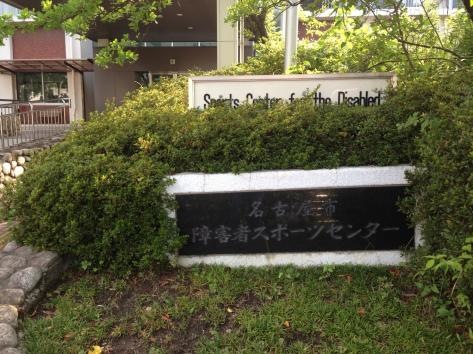 Sports Center for the Disabled
名古屋市
障害者スポーツセンター